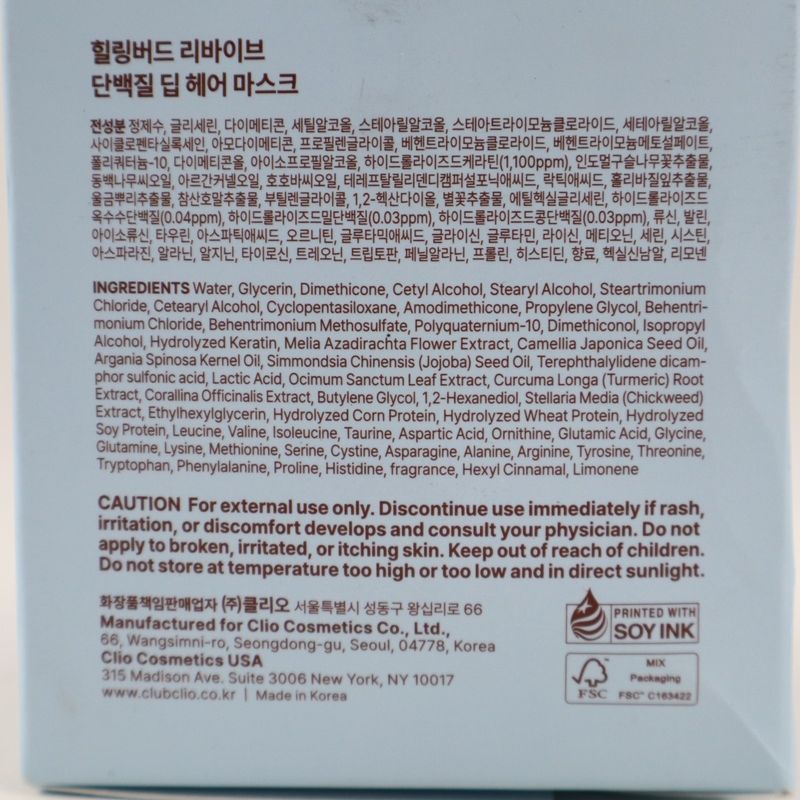 힐링버드 리바이브
단백질 딥 헤어 마스크
전성분 정제수, 글리세린, 다이메티콘, 세틸알코올, 스테아릴알코올, 스테아트라이모늄클로라이드, 세테아릴알코올,
사이클로펜타실록세인, 아모다이메티콘, 프로필렌글라이콜, 베헨트라이모늄클로라이드, 베헨트라이모늄메토설페이트,
폴리쿼터늄-10, 다이메티콘올, 아이소프로필알코올, 하이드롤라이즈드케라틴(1,100ppm), 인도멀구슬나무꽃추출물,
동백나무씨오일, 아르간커넬오일, 호호바씨오일, 테레프탈릴리덴디캠퍼설포닉애씨드, 락틱애씨드, 홀리바질잎추출물,
울금뿌리추출물, 참산호말추출물, 부틸렌글라이콜, 1,2-헥산다이올, 별꽃추출물, 에틸헥실글리세린, 하이드롤라이즈드
옥수수단백질(0.04ppm), 하이드롤라이즈드밀단백질(0.03ppm), 하이드롤라이즈드콩단백질(0.03ppm), 류신, 발린,
아이소류신, 타우린, 아스파틱애씨드, 오르니틴, 글루타믹애씨드, 글라이신, 글루타민, 라이신, 메티오닌, 세린, 시스틴,
아스파라진, 알라닌, 알지닌, 타이로신, 트레오닌, 트립토판, 페닐알라닌, 프롤린, 히스티딘, 향료, 헥실신남알, 리모넨
INGREDIENTS Water, Glycerin, Dimethicone, Cetyl Alcohol, Stearyl Alcohol, Steartrimonium
Chloride, Cetearyl Alcohol, Cyclopentasiloxane, Amodimethicone, Propylene Glycol, Behentri-
monium Chloride, Behentrimonium Methosulfate, Polyquaternium-10, Dimethiconol, Isopropyl
Alcohol, Hydrolyzed Keratin, Melia Azadirachta Flower Extract, Camellia Japonica Seed Oil,
Argania Spinosa Kernel Oil, Simmondsia Chinensis (Jojoba) Seed Oil, Terephthalylidene dicam-
phor sulfonic acid, Lactic Acid, Ocimum Sanctum Leaf Extract, Curcuma Longa (Turmeric) Root
Extract, Corallina Officinalis Extract, Butylene Glycol, 1,2-Hexanediol, Stellaria Media (Chickweed)
Extract, Ethylhexylglycerin, Hydrolyzed Corn Protein, Hydrolyzed Wheat Protein, Hydrolyzed
Soy Protein, Leucine, Valine, Isoleucine, Taurine, Aspartic Acid, Ornithine, Glutamic Acid, Glycine,
Glutamine, Lysine, Methionine, Serine, Cystine, Asparagine, Alanine, Arginine, Tyrosine, Threonine,
Tryptophan, Phenylalanine, Proline, Histidine, fragrance, Hexyl Cinnamal, Limonene
CAUTION For external use only. Discontinue use immediately if rash,
irritation, or discomfort develops and consult your physician. Do not
apply to broken, irritated, or itching skin. Keep out of reach of children.
Do not store at temperature too high or too low and in direct sunlight.
화장품책임판매업자 (주)클리오 서울특별시 성동구 왕십리로 66
Manufactured for Clio Cosmetics Co., Ltd.,
66, Wangsimni-ro, Seongdong-gu, Seoul, 04778, Korea
Clio Cosmetics USA
315 Madison Ave. Suite 3006 New York, NY 10017
www.clubclio.co.kr | Made in Korea
PRINTED WITH
SOY INK
FSC
MIX
Packaging
FSC™ C163422